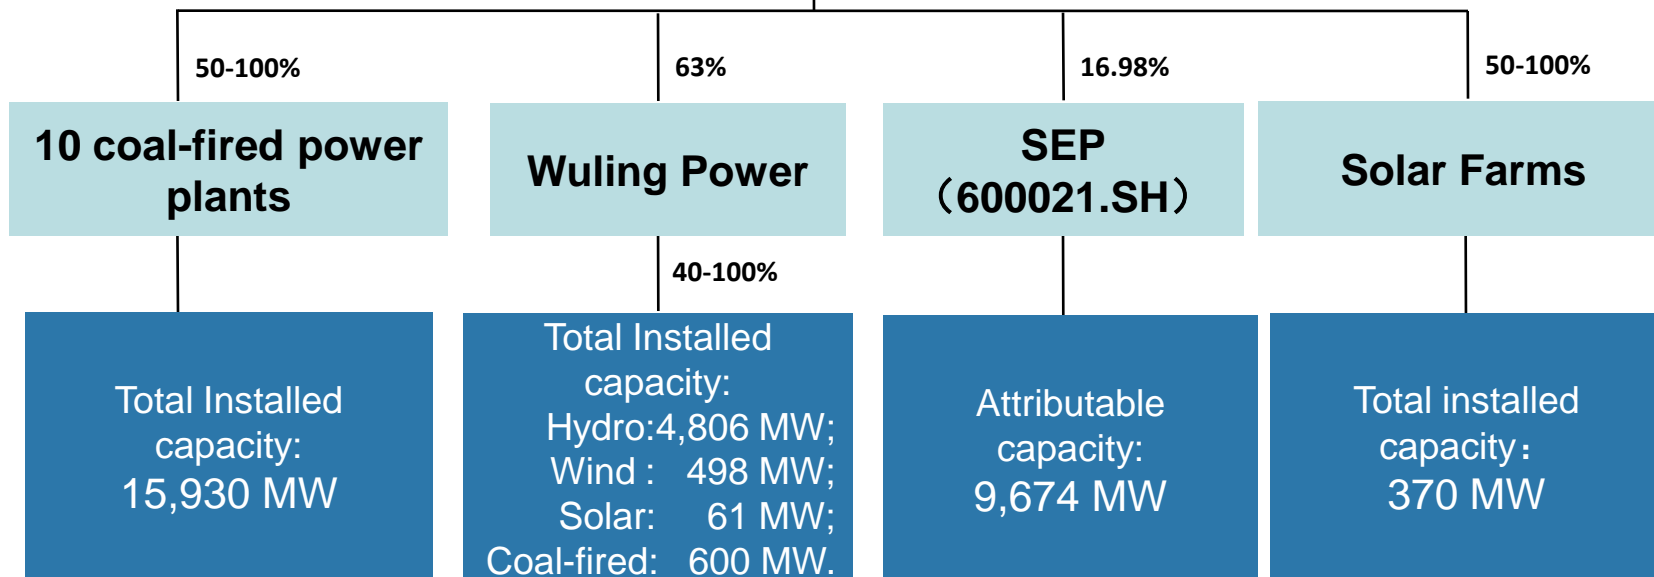 50-100%
63%
16.98%
50-100%
10 coal-fired power
plants
Wuling Power
SEP
（600021.SH）
Solar Farms
40-100%
Total Installed
capacity:
15,930 MW
Total Installed
capacity:
Hydro:4,806 MW;
Wind : 498 MW;
Solar: 61 MW;
Coal-fired: 600 MW.
Attributable
capacity:
9,674 MW
Total installed
capacity：
370 MW